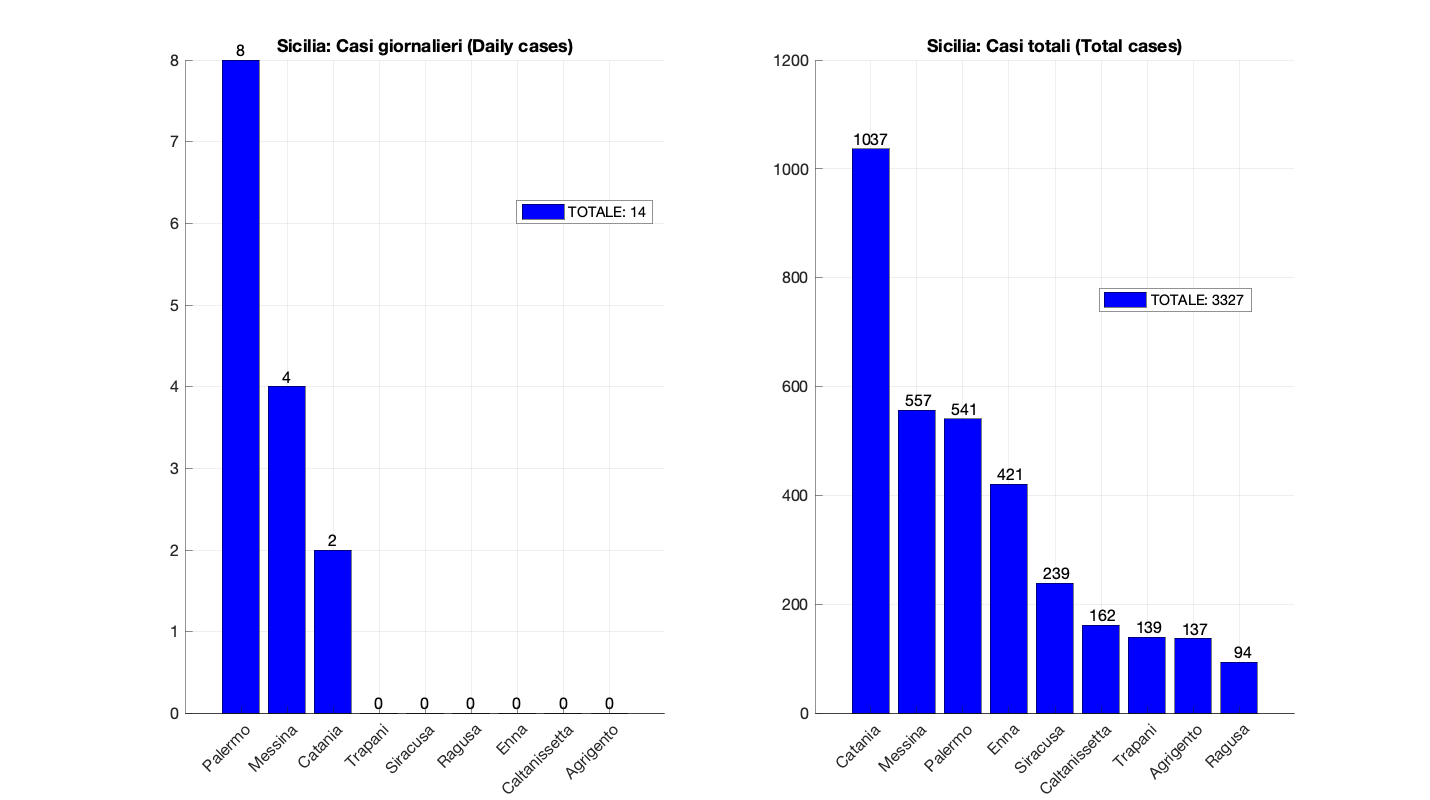 Sicilia: Casi giornalieri (Daily cases)
8
7
6
5
4
3
2
1
0
8
4
2
0
0
0
0
0
0
TOTALE: 14
Palermo
Messina
Catania
Trapani
Siracusa
Ragusa
Enna
Caltanissetta
Agrigento
Sicilia: Casi totali (Total cases)
1200
1000
800
600
400
200
0
1037
557
541
421
239
162
139
137
94
TOTALE: 3327
Catania
Messina
Palermo
Enna
Siracusa
Caltanissetta
Trapani
Agrigento
Ragusa